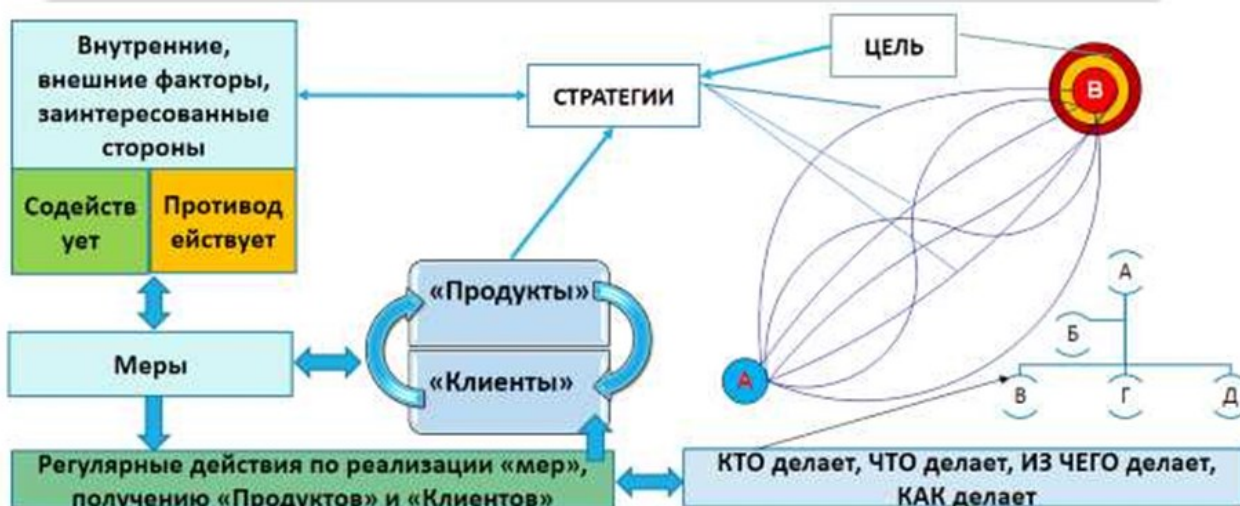 Внутренние,
внешние факторы,
заинтересованные
стороны
Содейств
ует
Противод
ействует
Меры
Регулярные действия по реализации «мер»,
получению «Продуктов» и «Клиентов»
СТРАТЕГИИ
ЦЕЛЬ
«Продукты»
«Клиенты»
В
А
А
Б
В
Г
Д
КТО делает, ЧТО делает, ИЗ ЧЕГО делает,
КАК делает